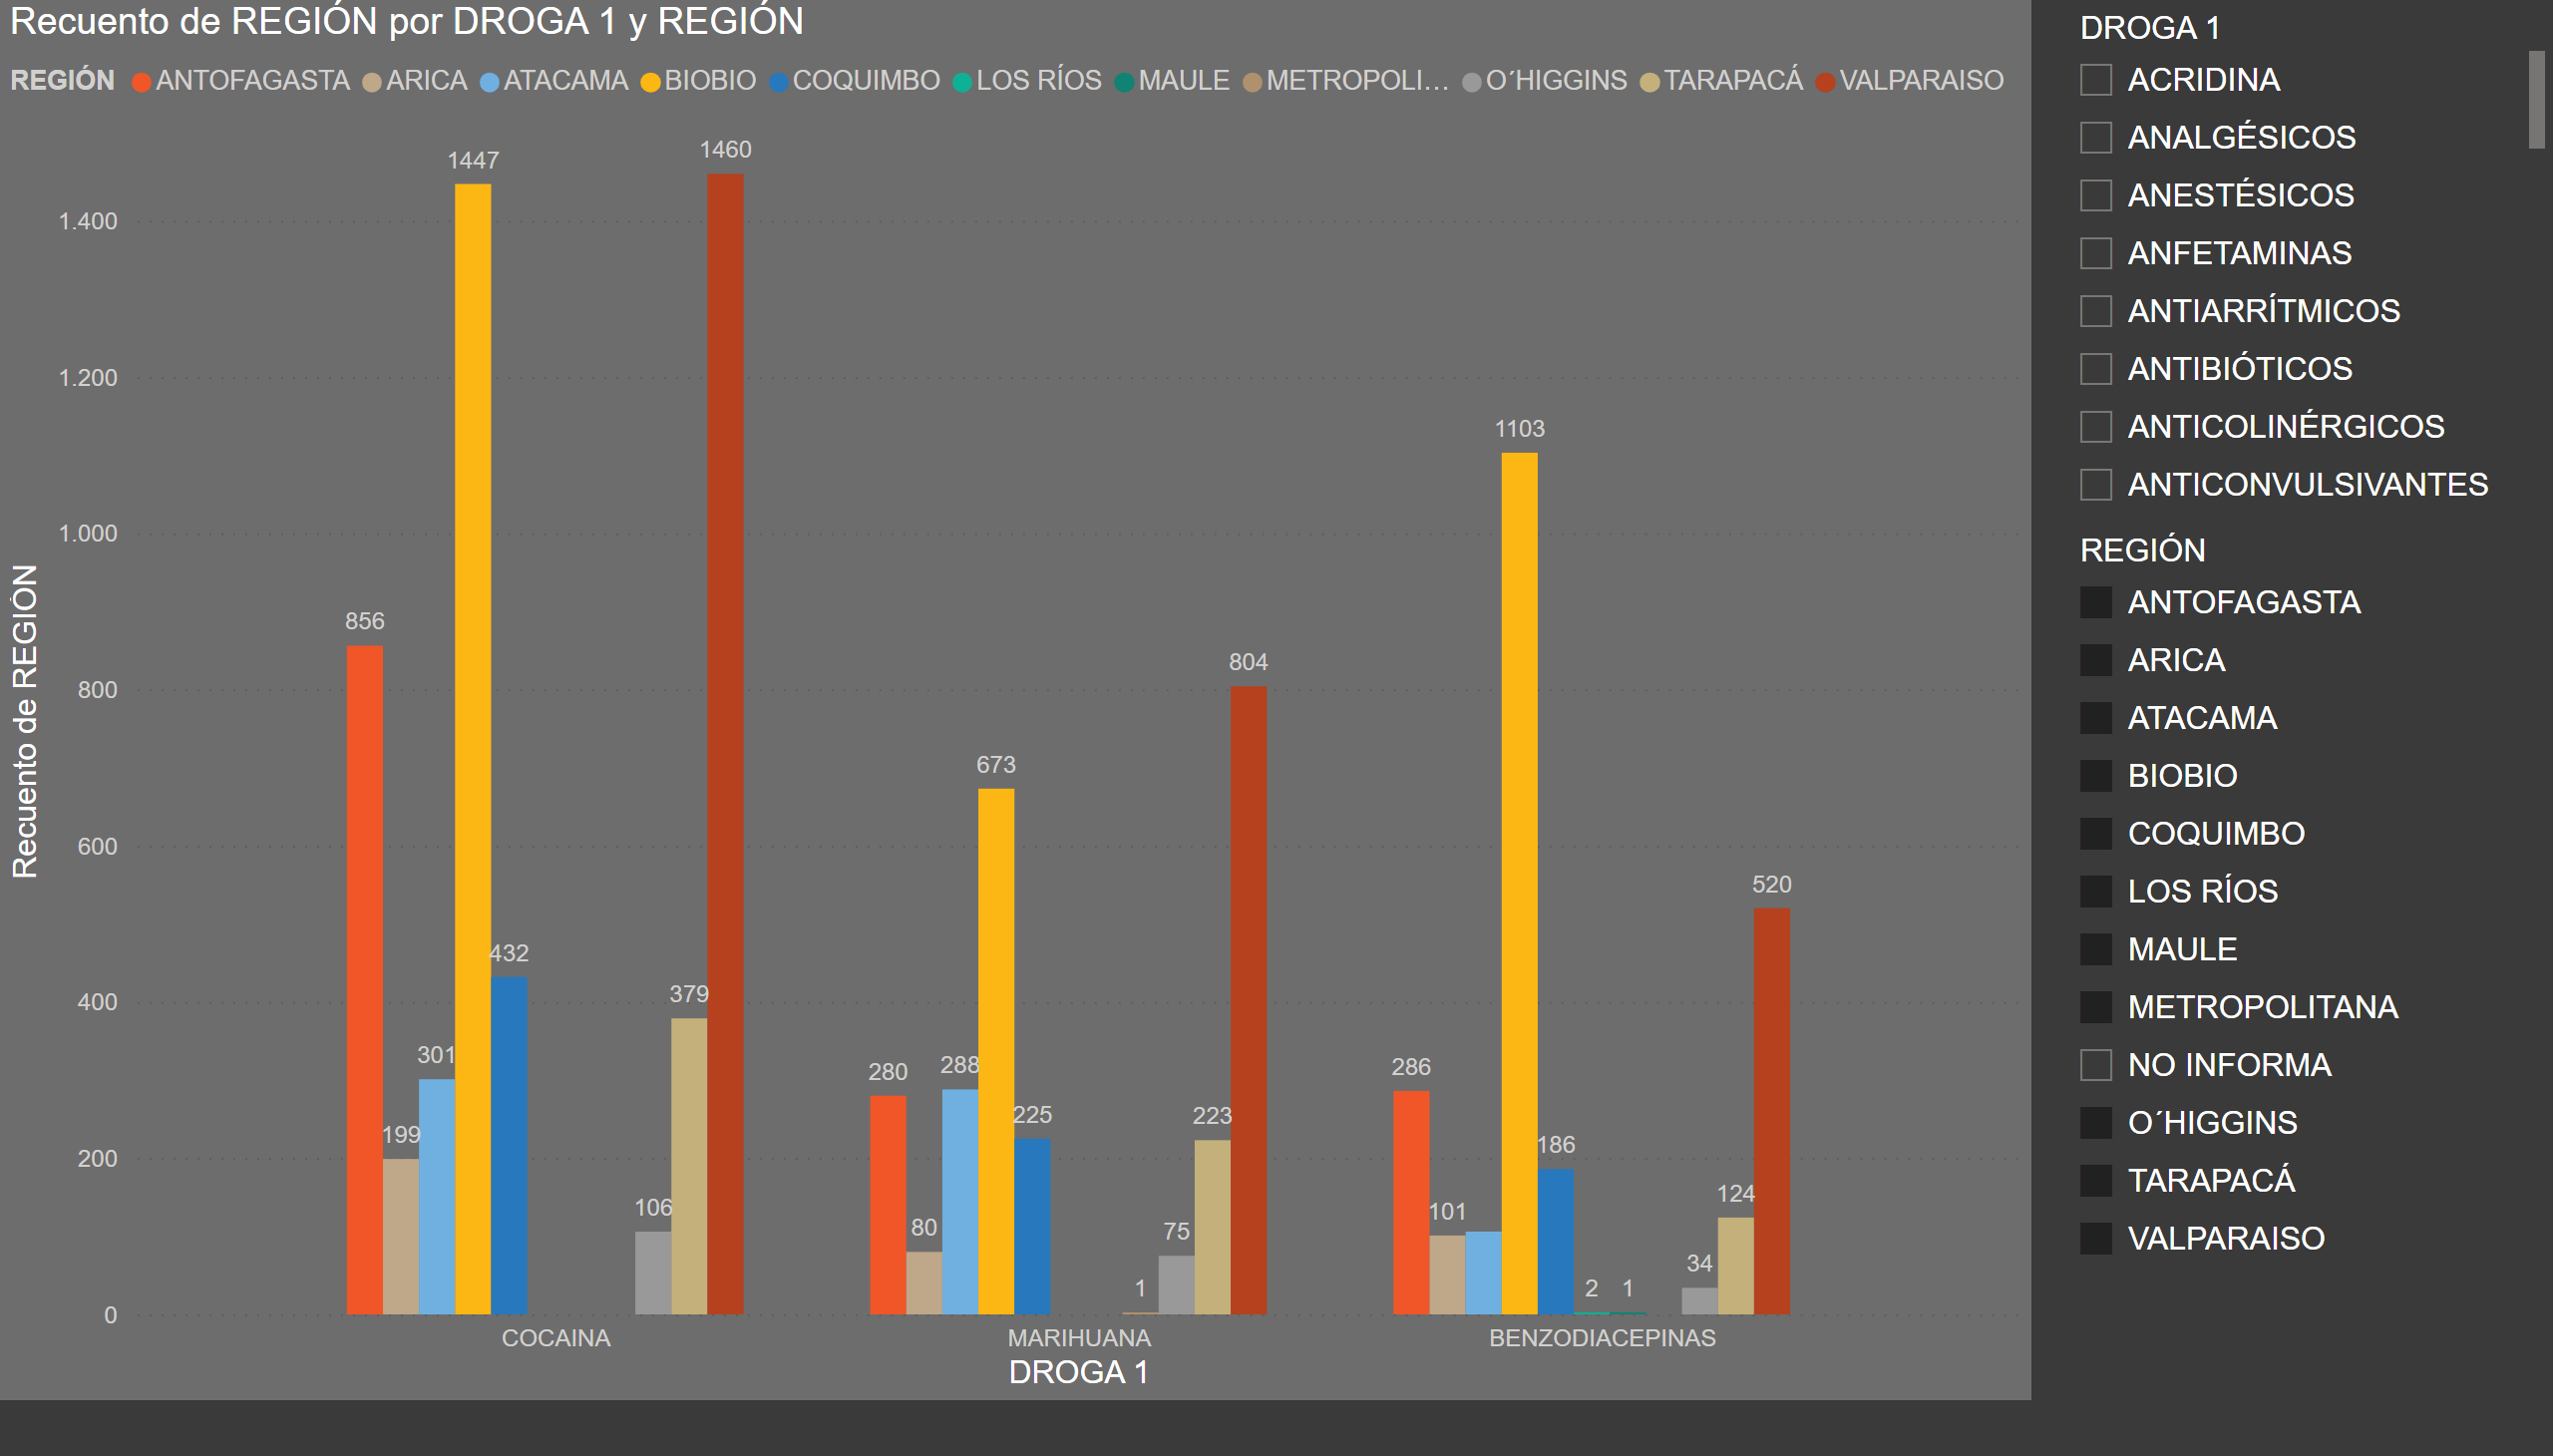 Recuento de REGIÓN por DROGA 1 y REGIÓN
REGIÓN ANTOFAGASTA ARICA ATACAMA BIOBIO COQUIMBO LOS RÍOS MAULE METROPOLI... O´HIGGINS TARAPACÁ VALPARAISO
Recuento de REGIÓN
1.400
1.200
1.000
800
600
400
200
0
856
199
301
1447
432
106
379
1460
280
80
288
673
225
1
75
223
804
286
101
1103
186
2
1
34
124
520
COCAINA MARIHUANA BENZODIACEPINAS
DROGA 1
DROGA 1
ACRIDINA
ANALGÉSICOS
ANESTÉSICOS
ANFETAMINAS
ANTIARRÍTMICOS
ANTIBIÓTICOS
ANTICOLINÉRGICOS
ANTICONVULSIVANTES
REGIÓN
ANTOFAGASTA
ARICA
ATACAMA
BIOBIO
COQUIMBO
LOS RÍOS
MAULE
METROPOLITANA
NO INFORMA
O´HIGGINS
TARAPACÁ
VALPARAISO